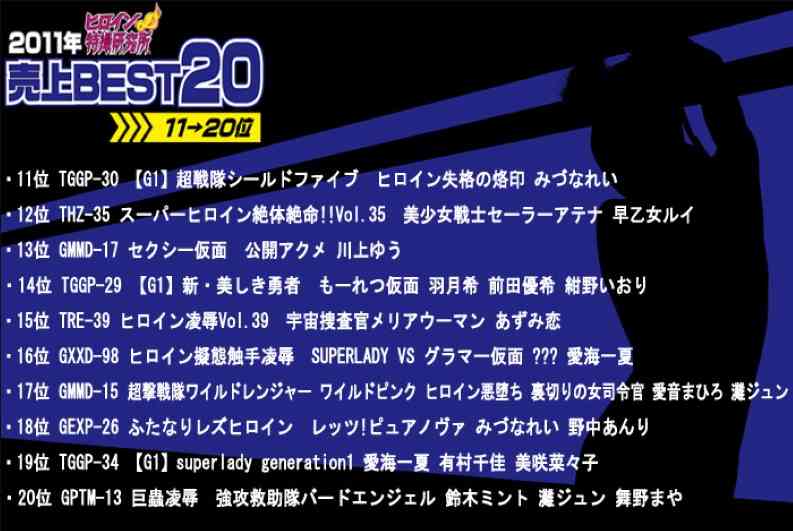 ヒロイン
2011年 特撮研究所
売上BEST20
11→20位
・11位 TGGP-30 【G1】超戦隊シールドファイブ ヒロイン失格の烙印 みづなれい
・12位 THZ-35 スーパーヒロイン絶体絶命!!Vol.35 美少女戦士セーラーアテナ 早乙女ルイ
・13位 GMMD-17 セクシー仮面 公開アクメ 川上ゆう
・14位 TGGP-29 【G1】新・美しき勇者 もーれつ仮面 羽月希 前田優希 紺野いおり
・15位 TRE-39 ヒロイン凌辱Vol.39 宇宙捜査官メリアウーマン あずみ恋
・16位 GXXD-98 ヒロイン擬態触手凌辱 SUPERLADY VS グラマー仮面 ??? 愛海一夏
・17位 GMMD-15 超撃戦隊ワイルドレンジャー ワイルドピンク ヒロイン悪堕ち 裏切りの女司令官 愛音まひろ 灘ジュン
・18位 GEXP-26 ふたなりレズヒロイン レッツ!ピュアノヴァ みづなれい 野中あんり
・19位 TGGP-34 【G1】superlady generation1 愛海一夏 有村千佳 美咲菜々子
・20位 GPTM-13 巨蟲凌辱 強攻救助隊バードエンジェル 鈴木ミント 灘ジュン 舞野まや